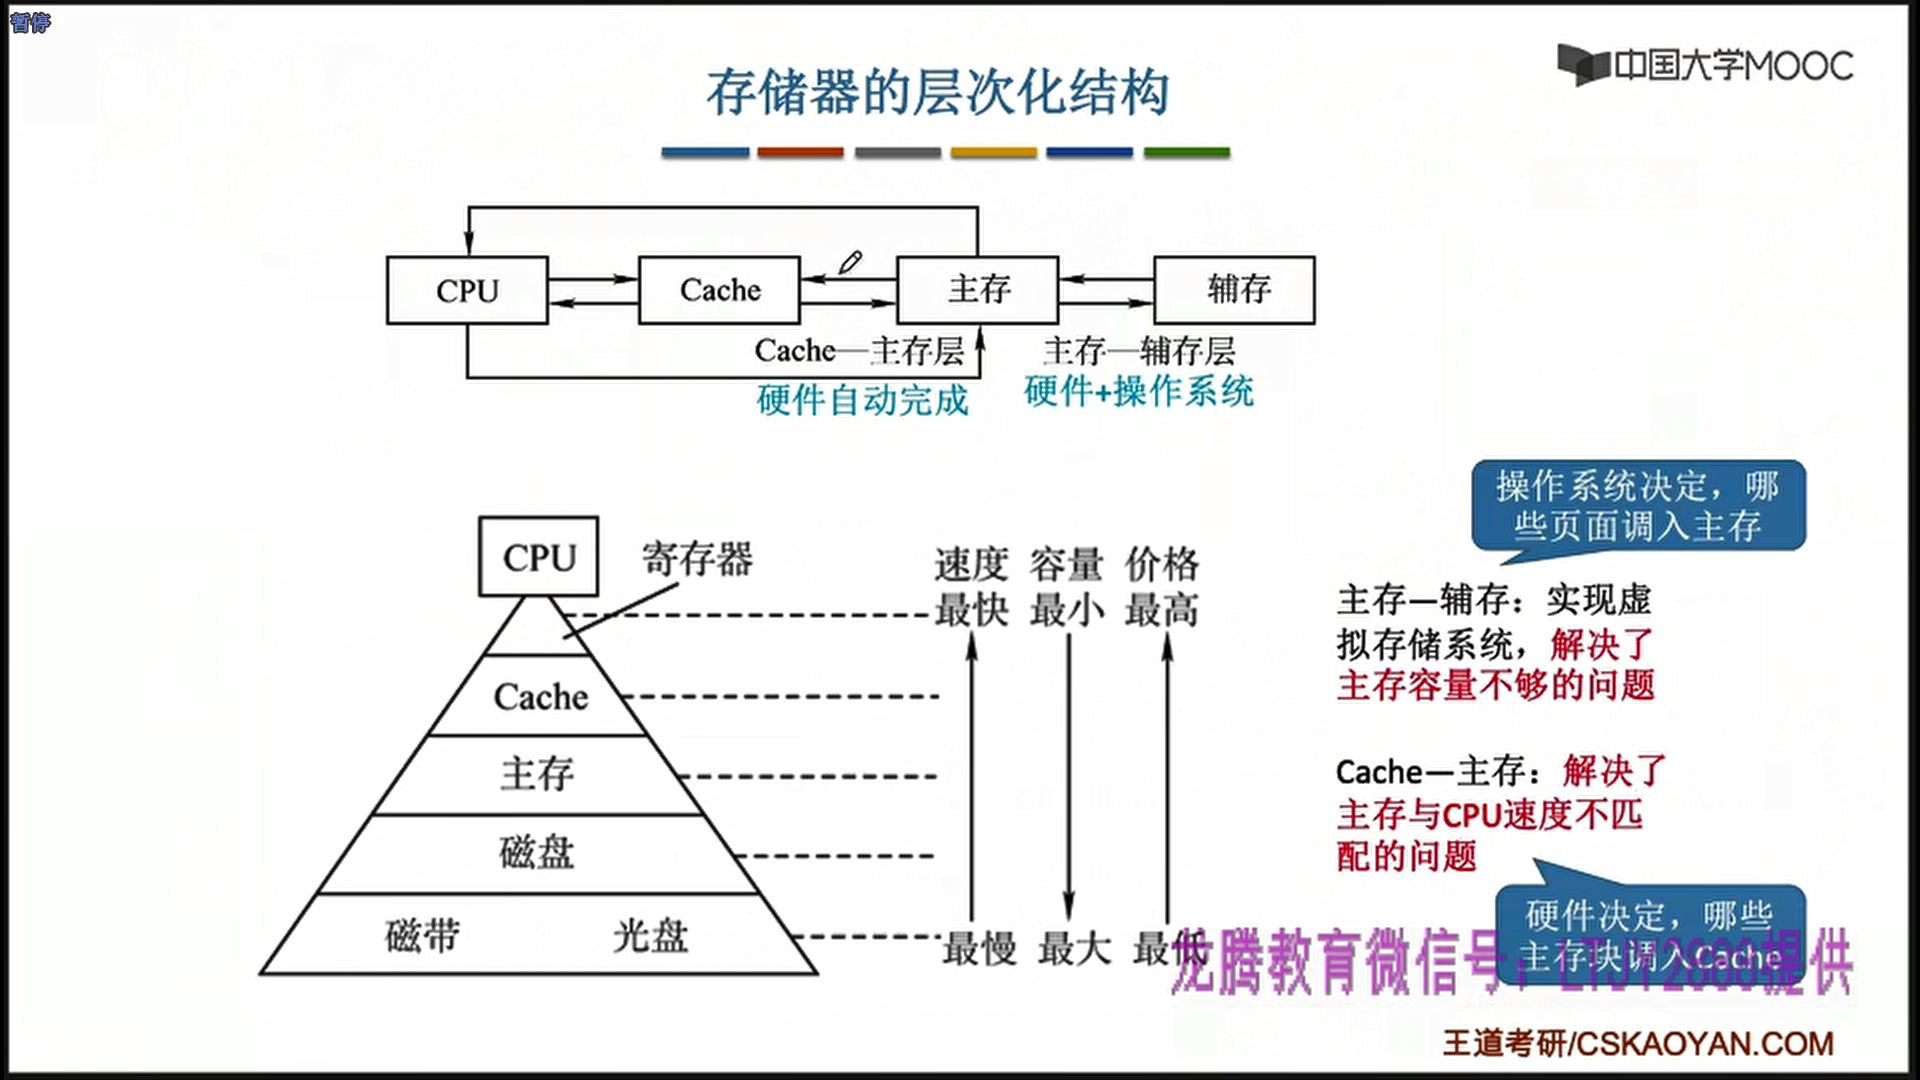 暂停
中国大学MOOC
存储器的层次化结构
CPU
Cache
主存
辅存
Cache—主存层
主存—辅存层
硬件自动完成
硬件+操作系统
操作系统决定，哪
些页面调入主存
CPU
寄存器
速度 容量 价格
最快 最小 最高
主存—辅存：实现虚
拟存储系统，解决了
主存容量不够的问题
Cache
主存
Cache—主存：解决了
主存与CPU速度不匹
配的问题
磁盘
硬件决定，哪些
主存块调入Cache
磁带
光盘
最慢 最大 最低
龙腾教育微信号：提供
王道考研/CSKAOYAN.COM